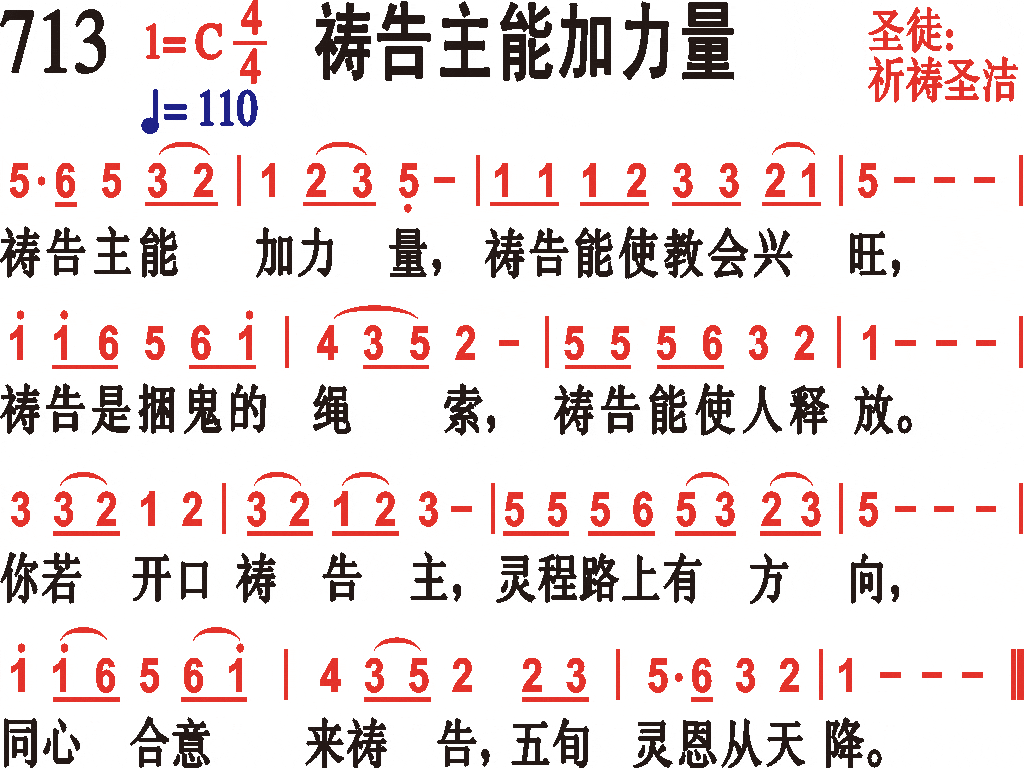 713 1=C 4/4 祷告主能加力量 圣徒:
♩=110 祈祷圣洁
5·6 5 3 2 | 1 2 3 5̣ － | 1 1 1 2 3 3 2 1 | 5 － － － |
祷告主能 加力 量，祷告能使教会兴 旺，
1̇ 1̇ 6 5 6 1̇ | 4 3 5 2 － | 5 5 5 6 3 2 | 1 － － － |
祷告是捆鬼的 绳 索，祷告能使人释 放。
3 3 2 1 2 | 3 2 1 2 3 － | 5 5 5 6 5 3 2 3 | 5 － － － |
你若 开口 祷 告 主，灵程路上有 方 向，
1̇ 1̇ 6 5 6 1̇ | 4 3 5 2 2 3 | 5·6 3 2 | 1 － － － ‖
同心 合意 来祷 告，五旬 灵恩从天 降。